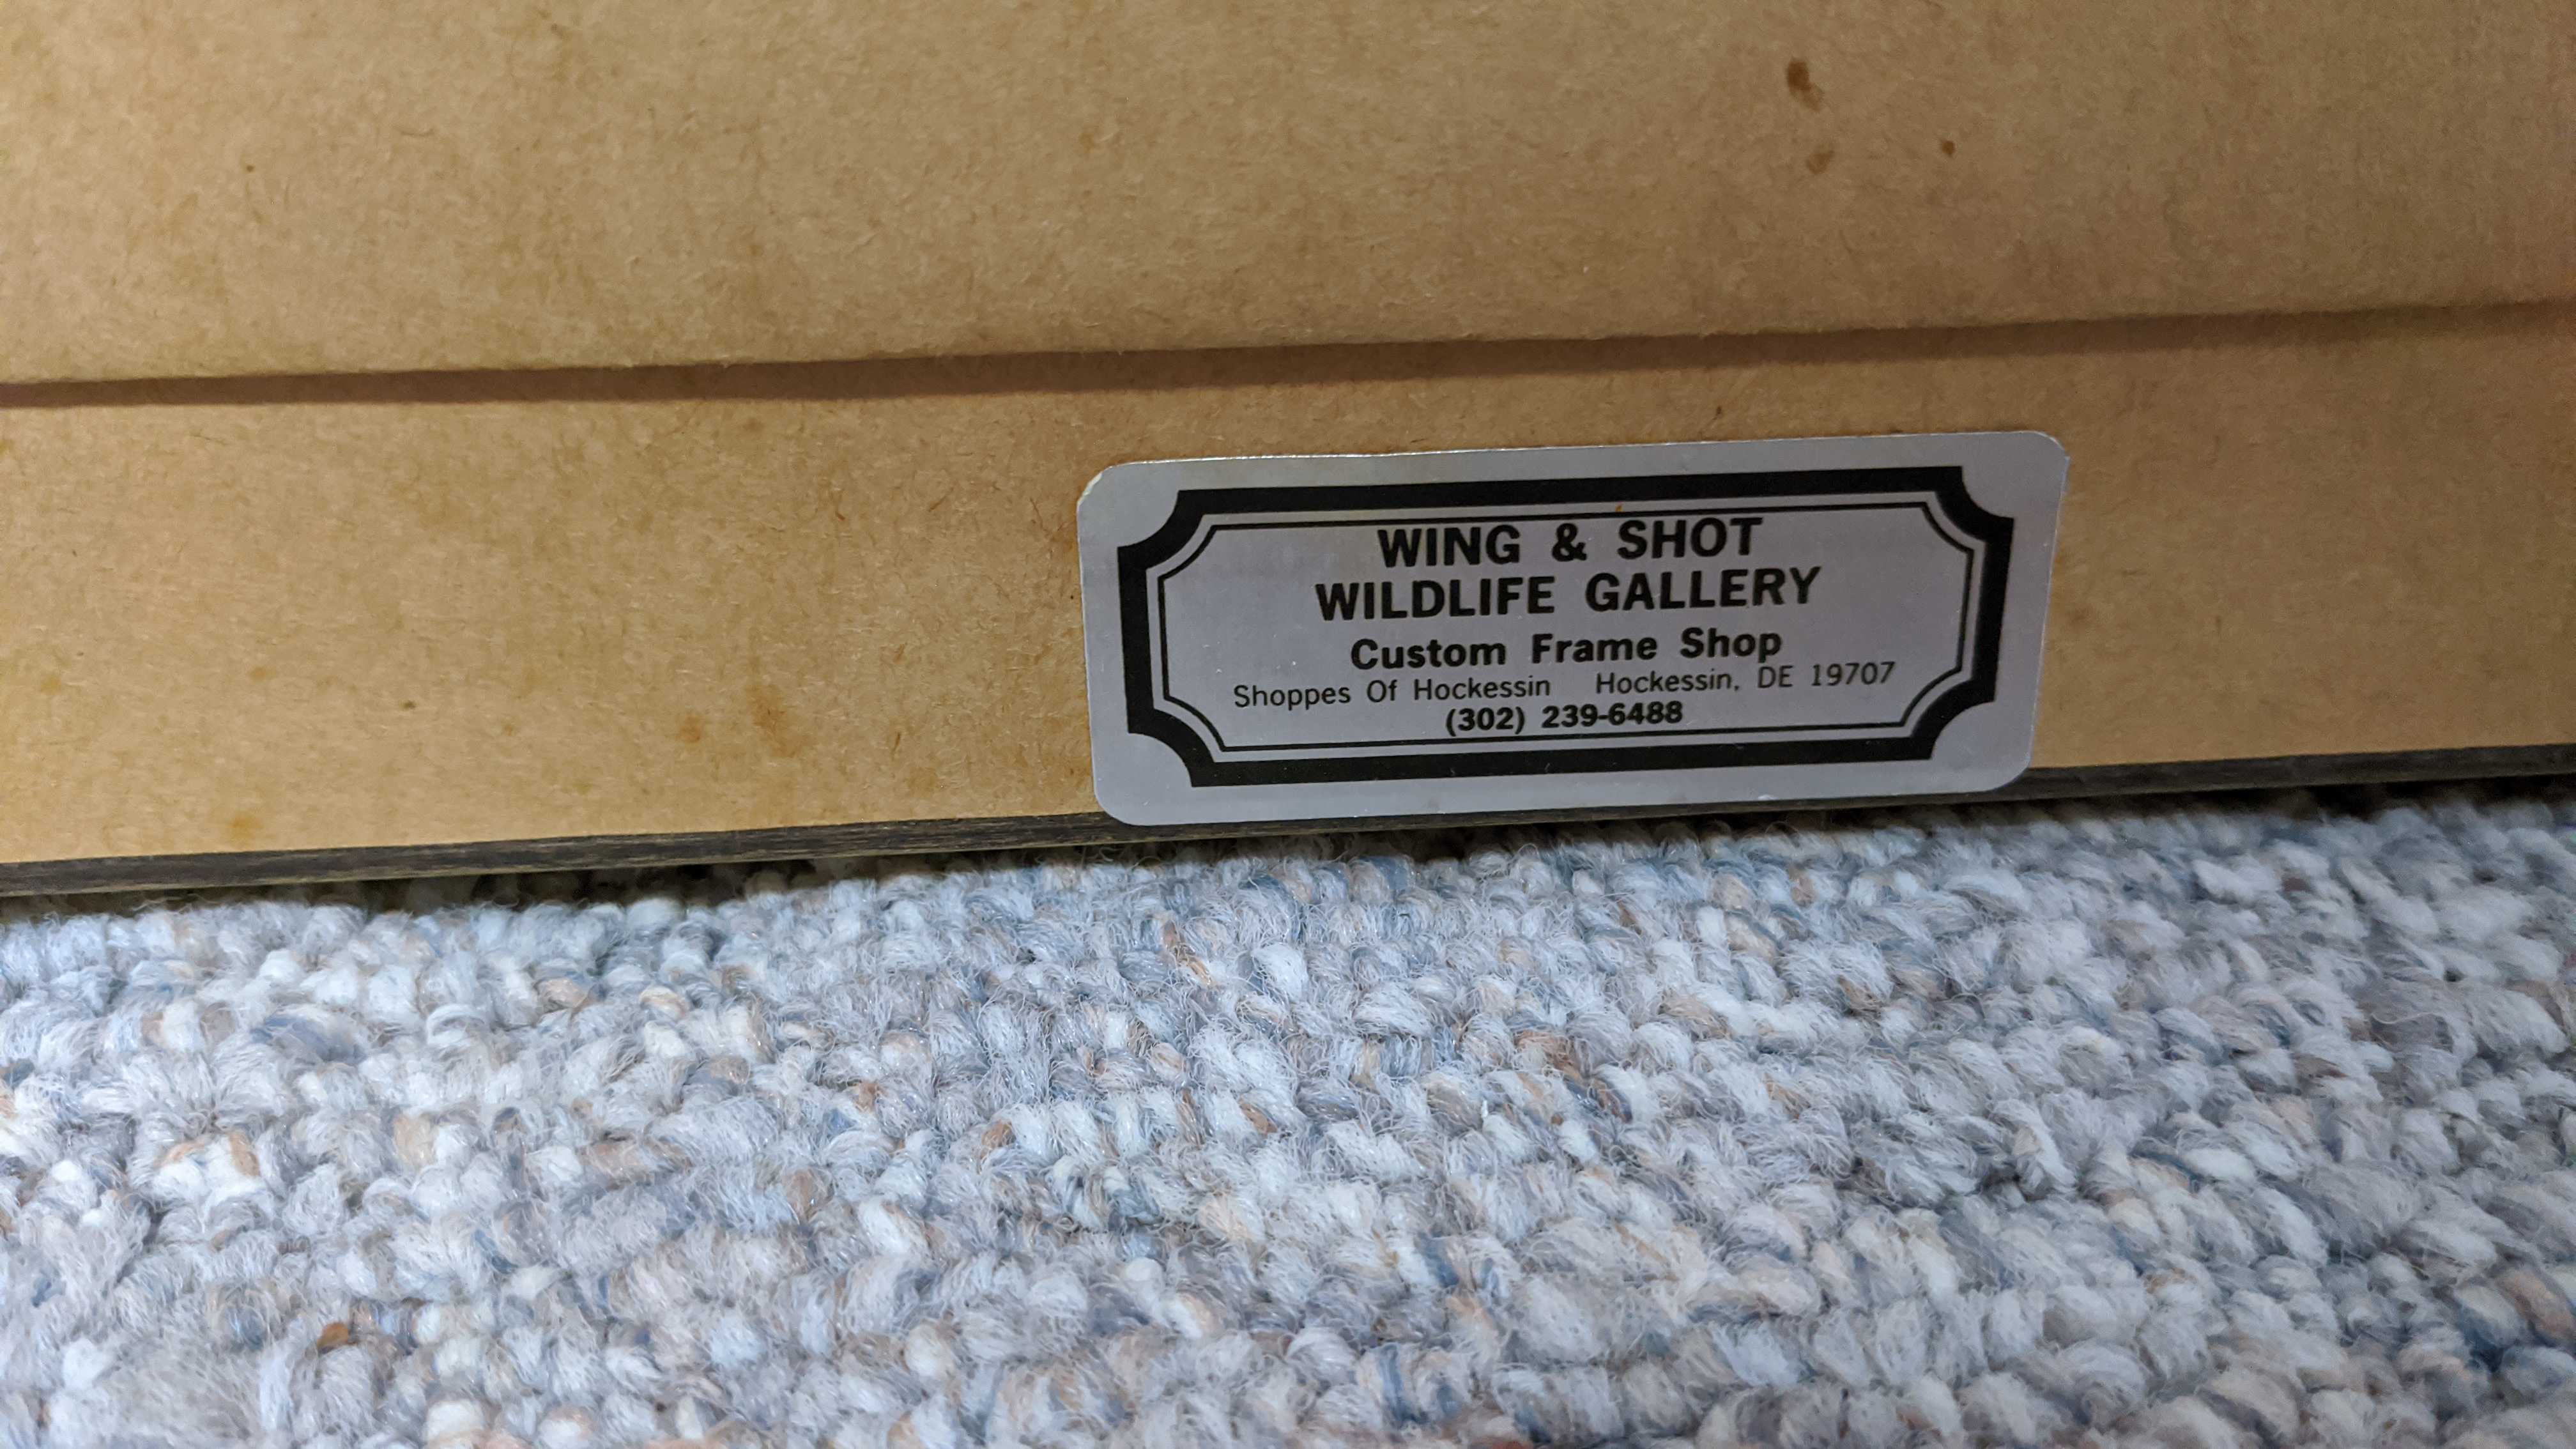 WING & SHOT
WILDLIFE GALLERY
Custom Frame Shop
Shoppes Of Hockessin Hockessin, DE 19707
(302) 239-6488